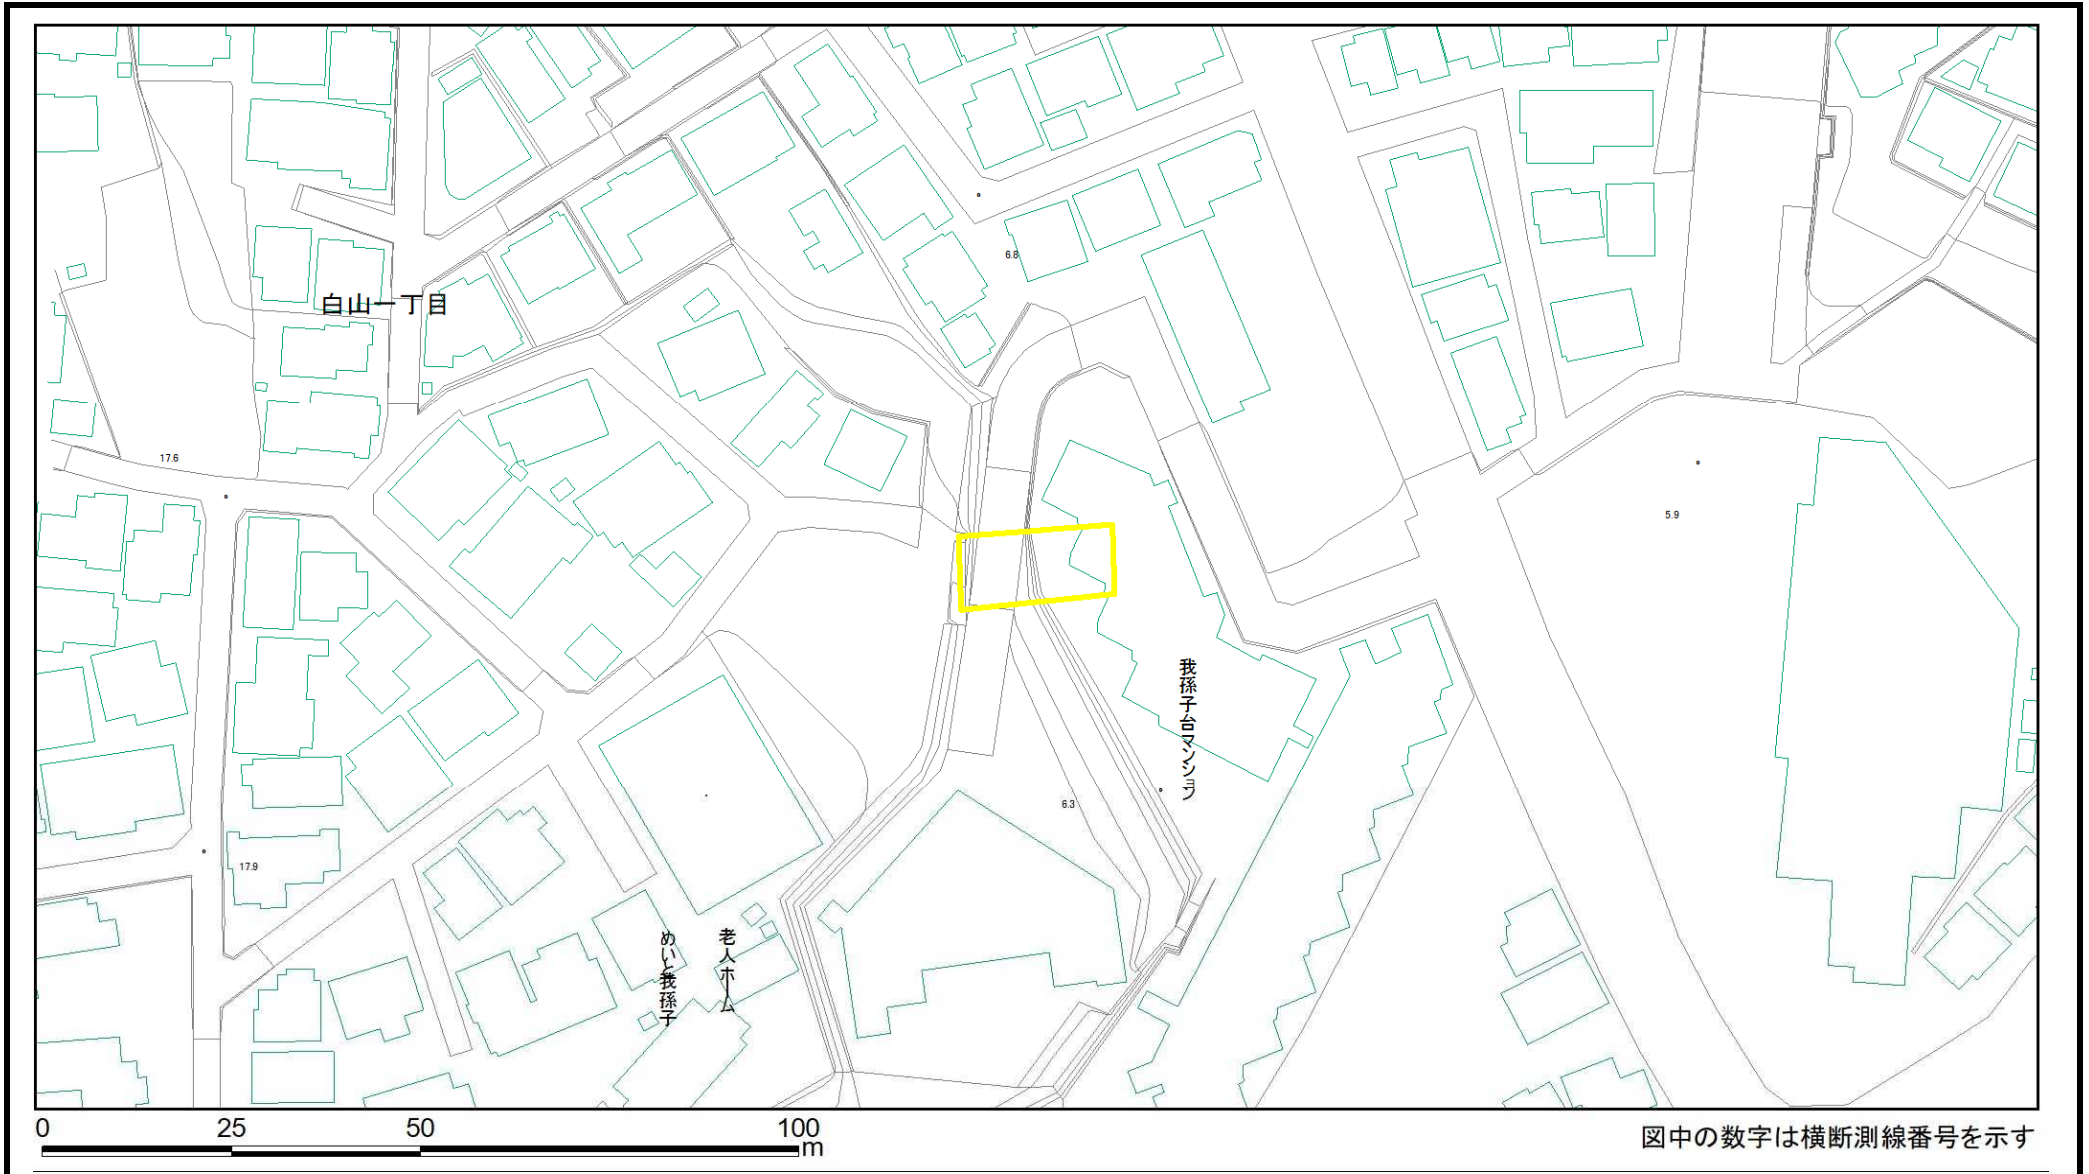 6.8
白山一丁目
17.6
5.9
我孫子台マンション
6.3
17.9
老人ホーム
めいと我孫子
0 25 50 100
m
図中の数字は横断測線番号を示す